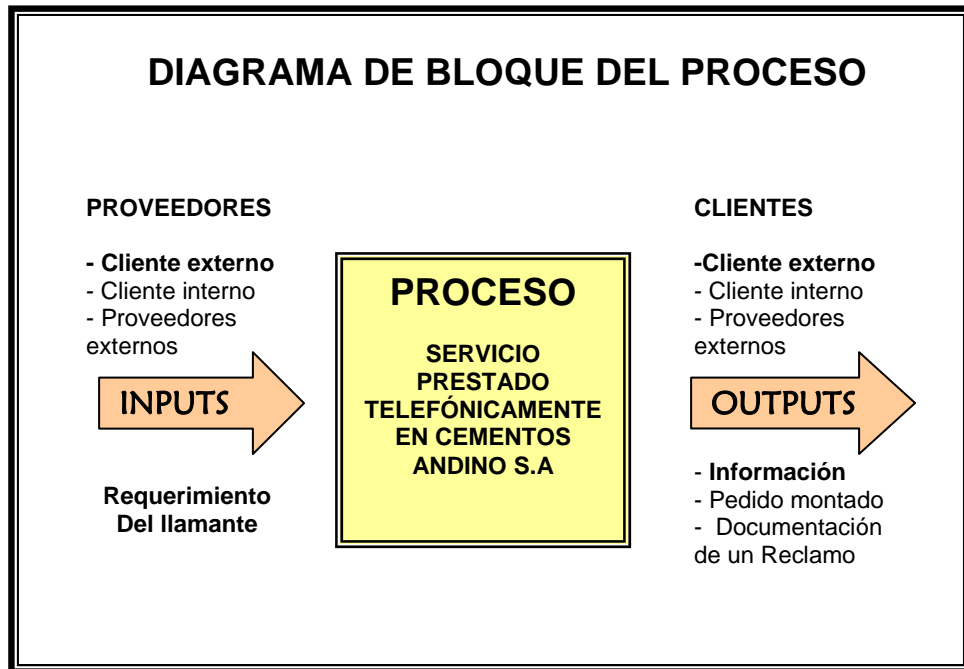 DIAGRAMA DE BLOQUE DEL PROCESO
PROVEEDORES
- Cliente externo
- Cliente interno
- Proveedores
externos
INPUTS
Requerimiento
Del llamante
PROCESO
SERVICIO
PRESTADO
TELEFÓNICAMENTE
EN CEMENTOS
ANDINO S.A
CLIENTES
-Cliente externo
- Cliente interno
- Proveedores
externos
OUTPUTS
- Información
- Pedido montado
- Documentación
de un Reclamo